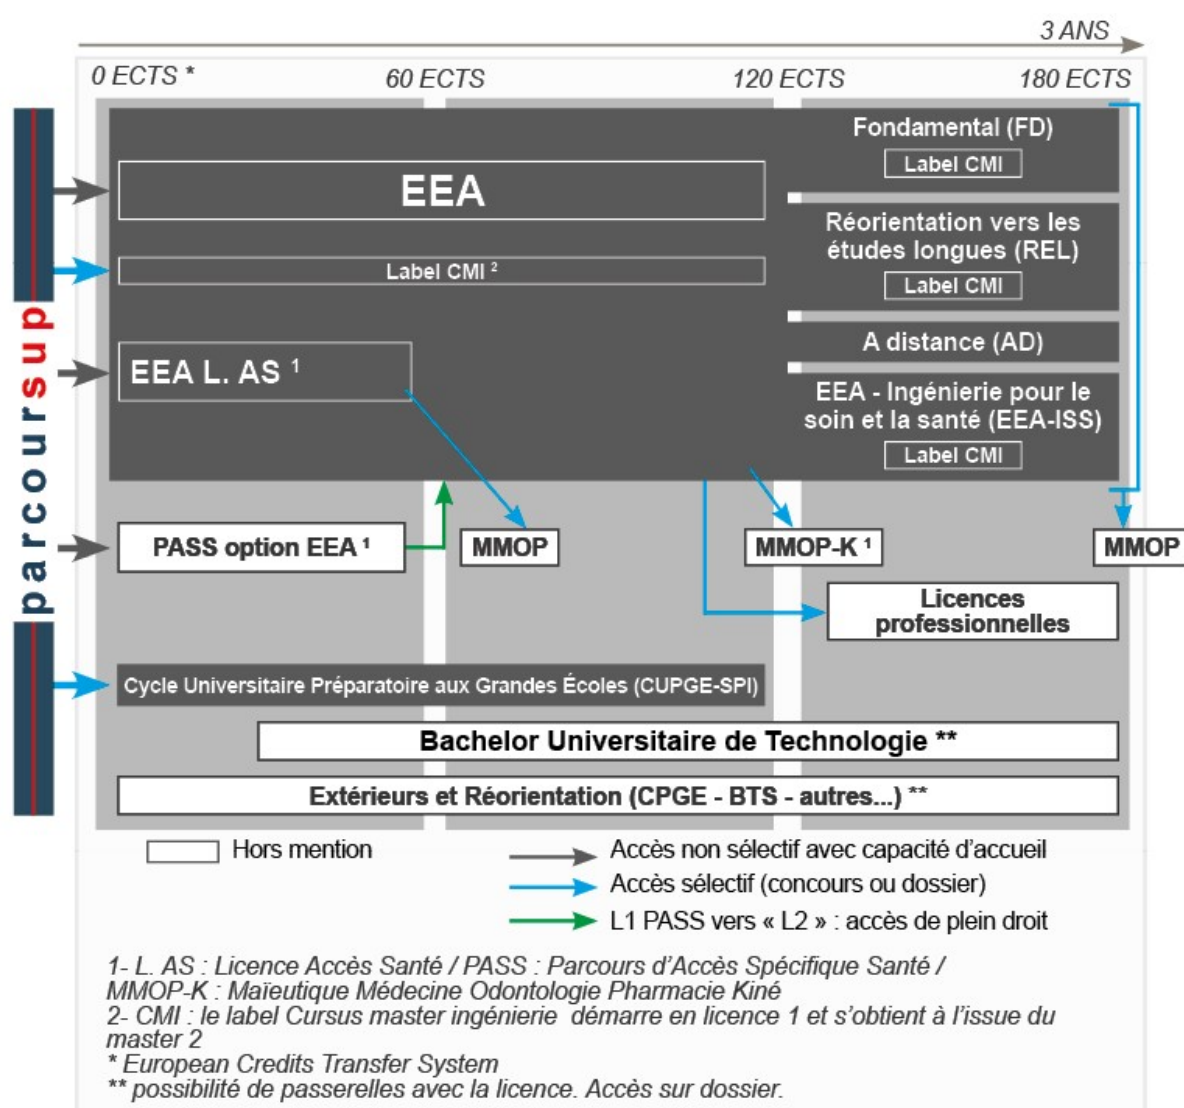 3 ANS
0 ECTS *
60 ECTS
120 ECTS
180 ECTS
parcoursup
EEA
Label CMI ²
EEA L. AS ¹
Fondamental (FD)
Label CMI
Réorientation vers les
études longues (REL)
Label CMI
A distance (AD)
EEA - Ingénierie pour le
soin et la santé (EEA-ISS)
Label CMI
PASS option EEA ¹
MMOP
MMOP-K ¹
MMOP
Licences
professionnelles
Cycle Universitaire Préparatoire aux Grandes Écoles (CUPGE-SPI)
Bachelor Universitaire de Technologie **
Extérieurs et Réorientation (CPGE - BTS - autres...) **
Hors mention
Accès non sélectif avec capacité d'accueil
Accès sélectif (concours ou dossier)
L1 PASS vers « L2 » : accès de plein droit
1- L. AS : Licence Accès Santé / PASS : Parcours d'Accès Spécifique Santé /
MMOP-K : Maïeutique Médecine Odontologie Pharmacie Kiné
2- CMI : le label Cursus master ingénierie démarre en licence 1 et s'obtient à l'issue du
master 2
* European Credits Transfer System
** possibilité de passerelles avec la licence. Accès sur dossier.